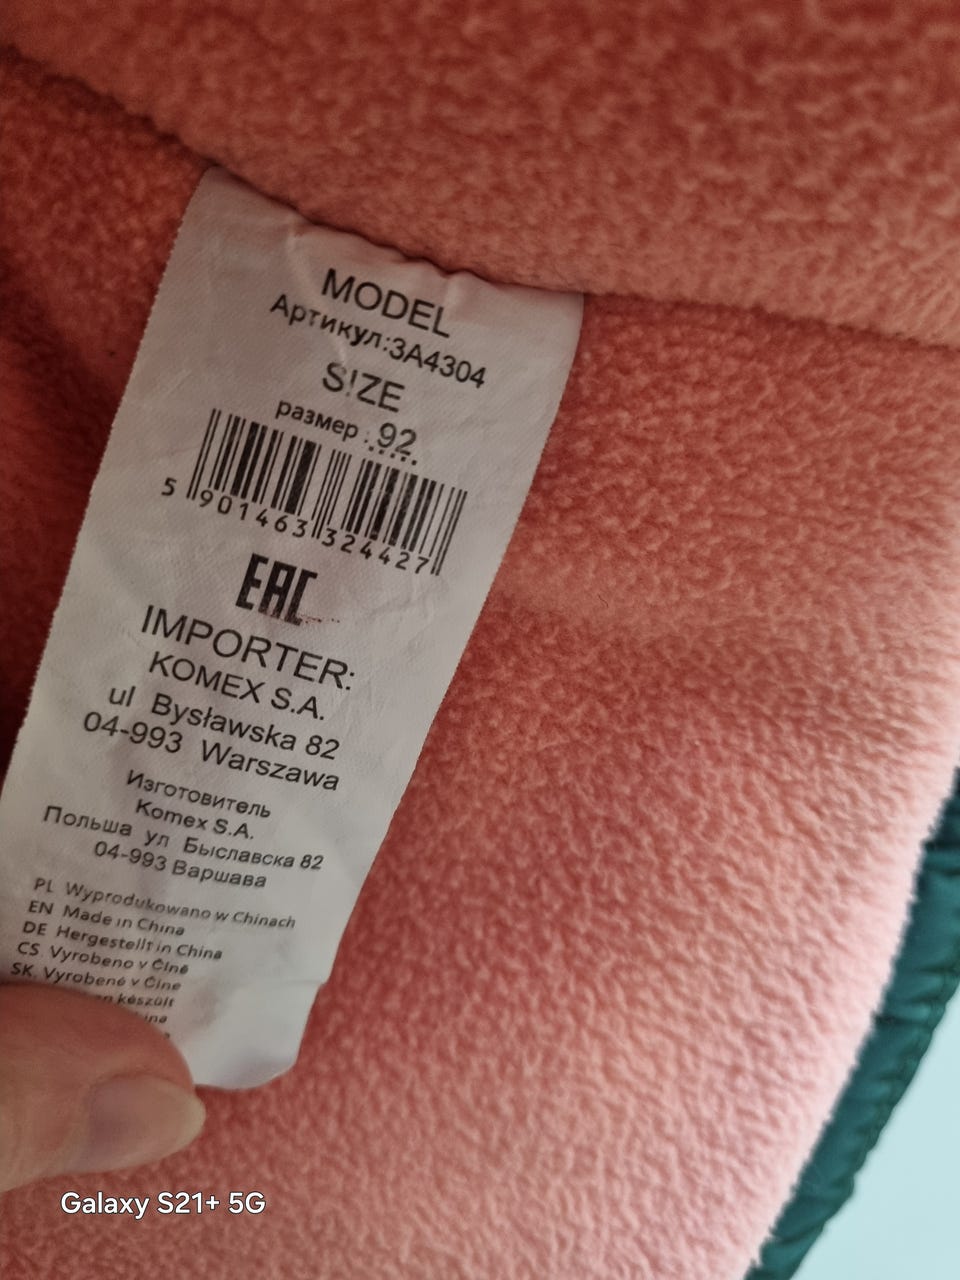 MODEL
Артикул:3A4304
SIZE
размер : 92
5 901463 324427
EAC
IMPORTER:
KOMEX S.A.
ul Bysławska 82
04-993 Warszawa
Изготовитель
Komex S.A.
Польша ул Быславска 82
04-993 Варшава
PL Wyprodukowano w Chinach
EN Made in China
DE Hergestellt in China
CS. Vyrobeno v Číně
SK. Vyrobené v Číne
készült
Galaxy S21+ 5G